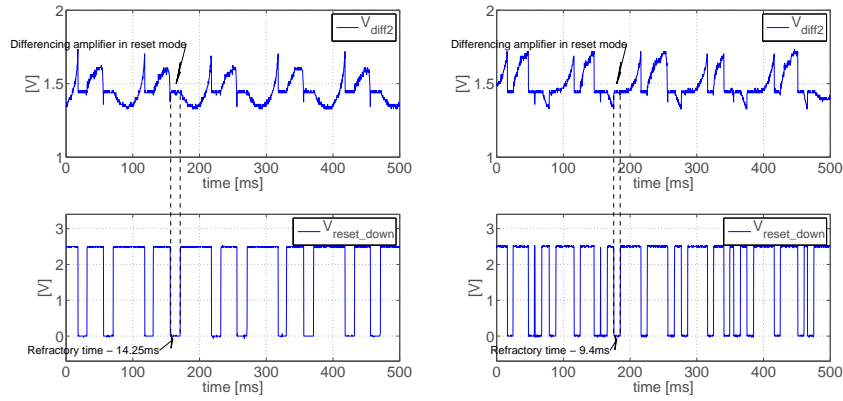 2
1.5
1
[V]
V_diff2
Differencing amplifier in reset mode
0 100 200 300 400 500
time [ms]
3
2
1
0
[V]
V_reset_down
Refractory time − 14.25ms
0 100 200 300 400 500
time [ms]
2
1.5
1
[V]
V_diff2
Differencing amplifier in reset mode
0 100 200 300 400 500
time [ms]
3
2
1
0
[V]
V_reset_down
Refractory time − 9.4ms
0 100 200 300 400 500
time [ms]